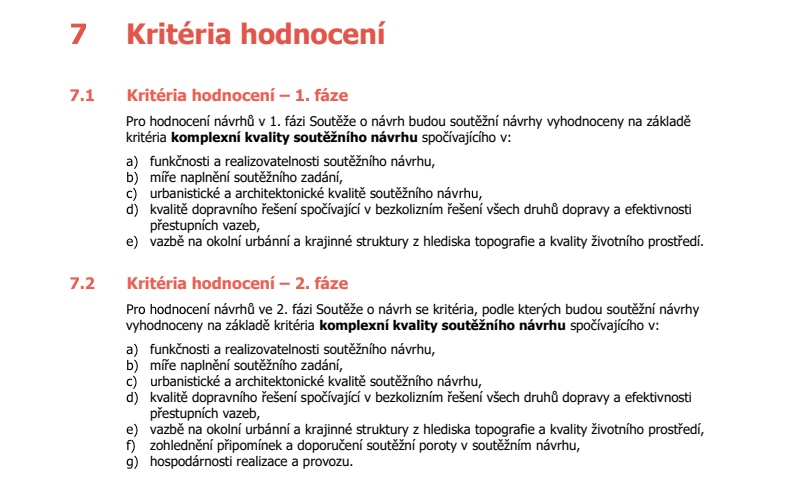 7 Kritéria hodnocení
7.1 Kritéria hodnocení – 1. fáze
Pro hodnocení návrhů v 1. fázi Soutěže o návrh budou soutěžní návrhy vyhodnoceny na základě
kritéria komplexní kvality soutěžního návrhu spočívajícího v:
a) funkčnosti a realizovatelnosti soutěžního návrhu,
b) míře naplnění soutěžního zadání,
c) urbanistické a architektonické kvalitě soutěžního návrhu,
d) kvalitě dopravního řešení spočívající v bezkolizním řešení všech druhů dopravy a efektivnosti
přestupních vazeb,
e) vazbě na okolní urbánní a krajinné struktury z hlediska topografie a kvality životního prostředí.
7.2 Kritéria hodnocení – 2. fáze
Pro hodnocení návrhů ve 2. fázi Soutěže o návrh se kritéria, podle kterých budou soutěžní návrhy
vyhodnoceny na základě kritéria komplexní kvality soutěžního návrhu spočívajícího v:
a) funkčnosti a realizovatelnosti soutěžního návrhu,
b) míře naplnění soutěžního zadání,
c) urbanistické a architektonické kvalitě soutěžního návrhu,
d) kvalitě dopravního řešení spočívající v bezkolizním řešení všech druhů dopravy a efektivnosti
přestupních vazeb,
e) vazbě na okolní urbánní a krajinné struktury z hlediska topografie a kvality životního prostředí,
f) zohlednění připomínek a doporučení soutěžní poroty v soutěžním návrhu,
g) hospodárnosti realizace a provozu.